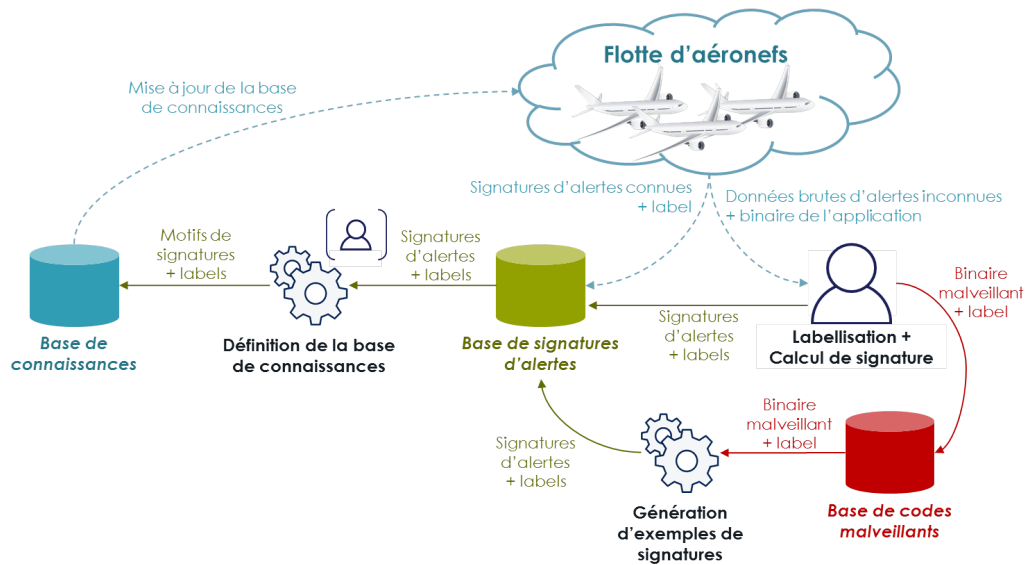 Flotte d’aéronefs
Mise à jour de la base
de connaissances
Signatures d’alertes connues
+ label
Données brutes d’alertes inconnues
+ binaire de l’application
Motifs de
signatures
+ labels
Signatures
d’alertes
+ labels
Binaire
malveillant
+ label
Signatures
d’alertes
+ labels
Base de
connaissances
Définition de la base
de connaissances
Base de signatures
d’alertes
Labellisation +
Calcul de signature
Binaire
malveillant
+ label
Signatures
d’alertes
+ labels
Génération
d’exemples de
signatures
Base de codes
malveillants